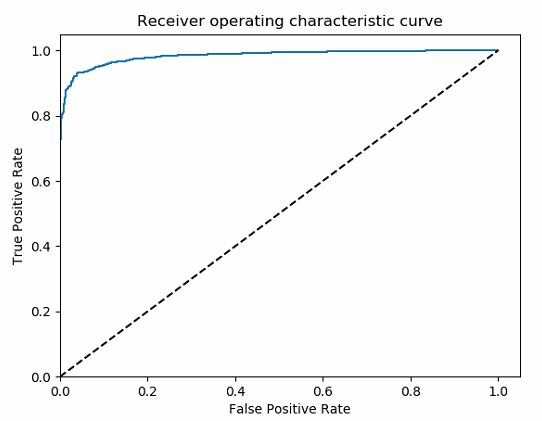 Receiver operating characteristic curve
1.0
0.8
0.6
0.4
0.2
0.0
True Positive Rate
0.0 0.2 0.4 0.6 0.8 1.0
False Positive Rate